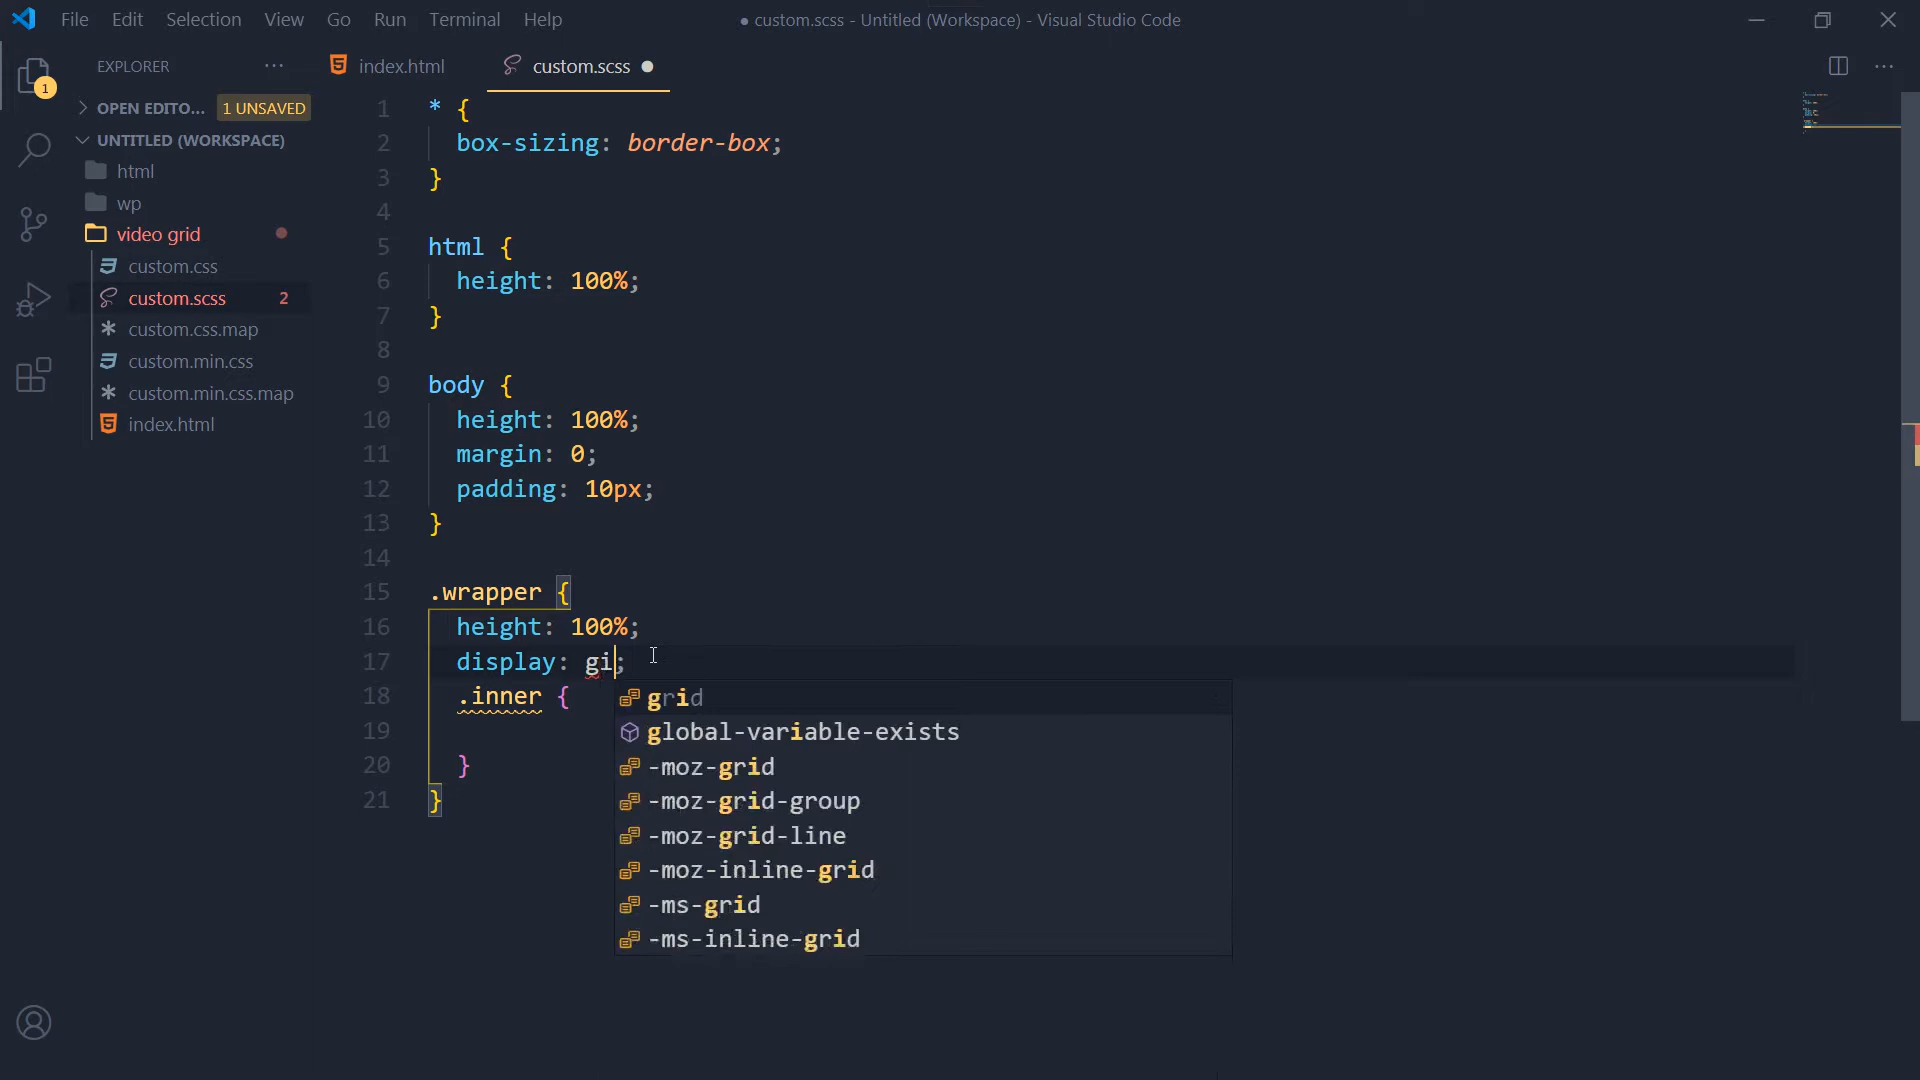 File Edit Selection View Go Run Terminal Help
● custom.scss - Untitled (Workspace) - Visual Studio Code
1
EXPLORER ···
OPEN EDITO... 1 UNSAVED
UNTITLED (WORKSPACE)
html
wp
video grid
custom.css
custom.scss 2
custom.css.map
custom.min.css
custom.min.css.map
index.html
index.html custom.scss ●
1 * {
2 box-sizing: border-box;
3 }
4
5 html {
6 height: 100%;
7 }
8
9 body {
10 height: 100%;
11 margin: 0;
12 padding: 10px;
13 }
14
15 .wrapper {
16 height: 100%;
17 display: gi;
18 .inner {
19
20 }
21 }
grid
global-variable-exists
-moz-grid
-moz-grid-group
-moz-grid-line
-moz-inline-grid
-ms-grid
-ms-inline-grid